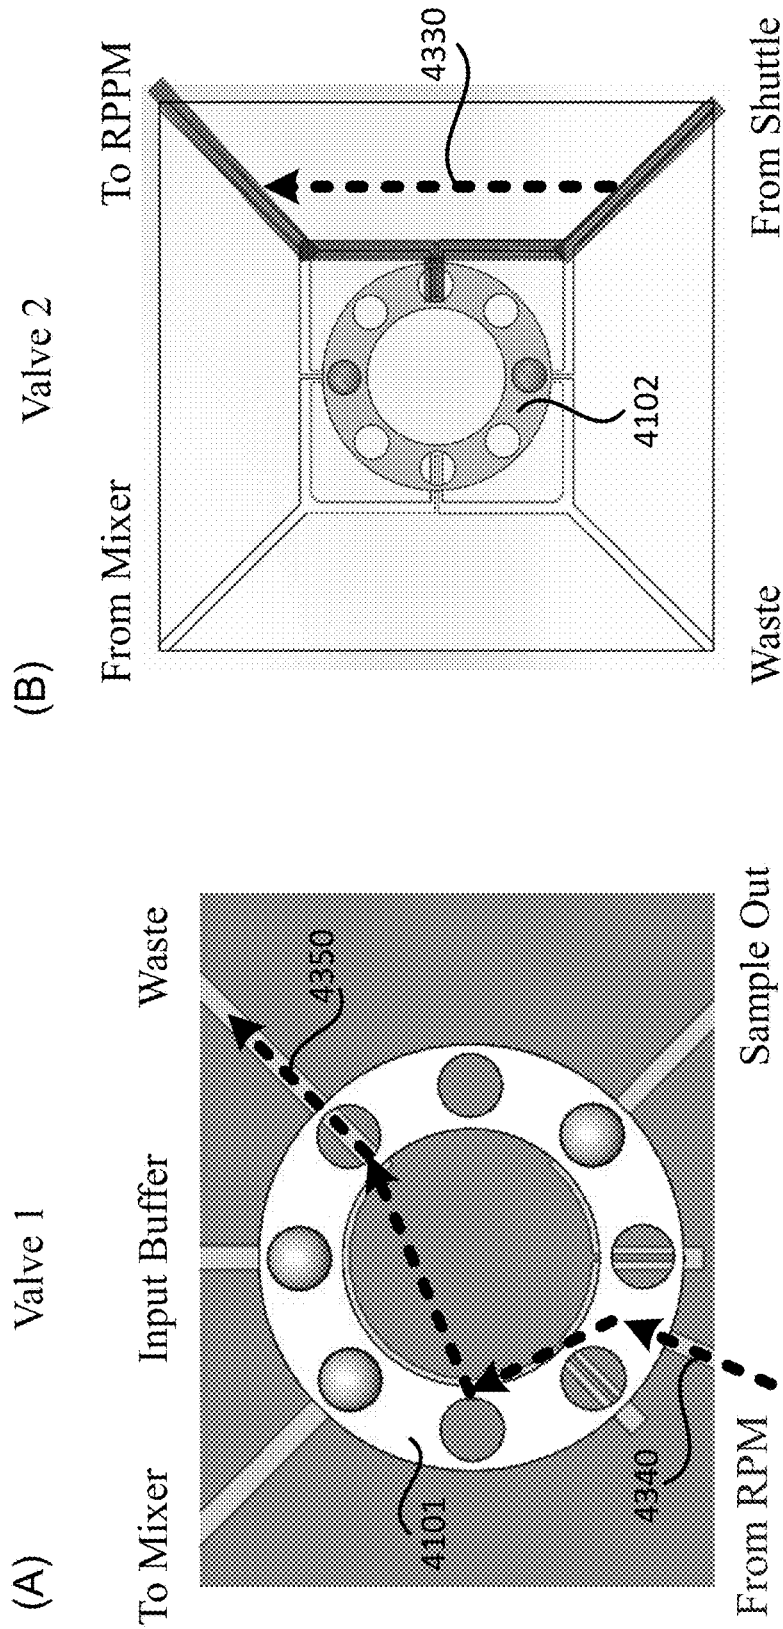 (A)
Valve 1
To Mixer
Input Buffer
Waste
4101
4350
4340
From RPM
Sample Out
(B)
Valve 2
From Mixer
To RPPM
4330
4102
Waste
From Shuttle